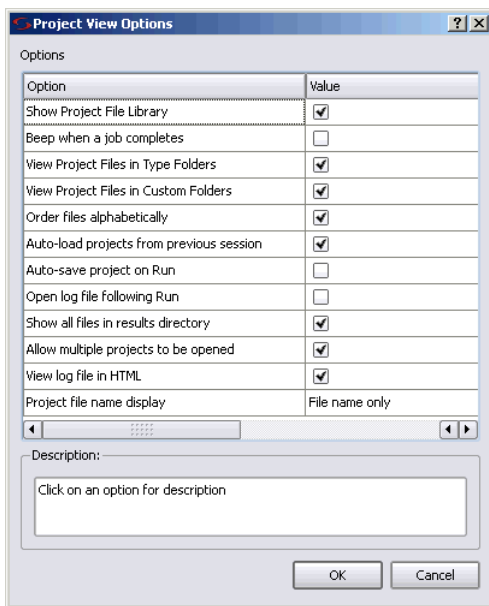 Project View Options
Options
Option Value
Show Project File Library
Beep when a job completes
View Project Files in Type Folders
View Project Files in Custom Folders
Order files alphabetically
Auto-load projects from previous session
Auto-save project on Run
Open log file following Run
Show all files in results directory
Allow multiple projects to be opened
View log file in HTML
Project file name display File name only
Description:
Click on an option for description
OK Cancel